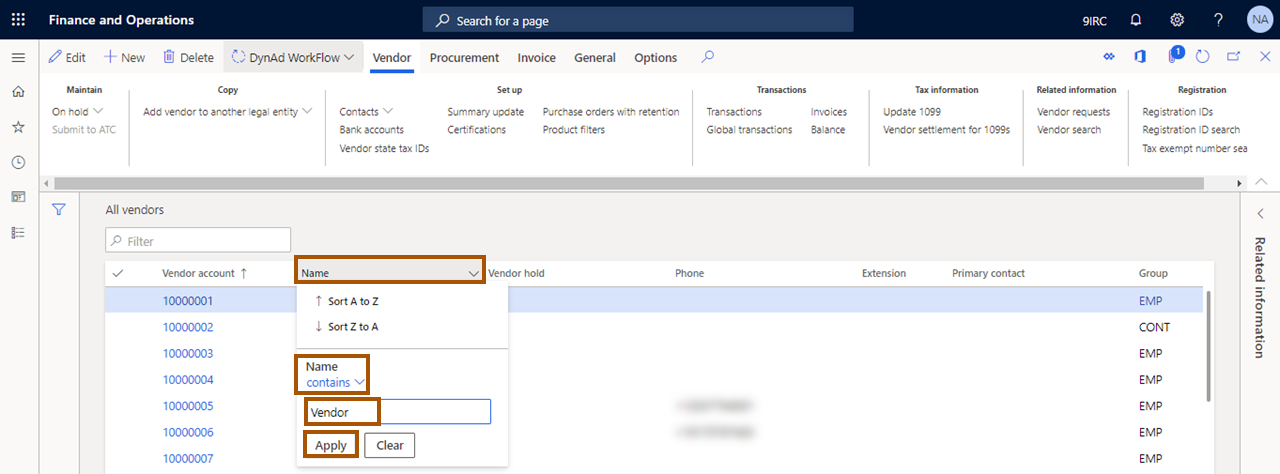 Finance and Operations
Search for a page
9IRC
?
NA
Edit
New
Delete
DynAd WorkFlow
Vendor
Procurement
Invoice
General
Options
1
Maintain
On hold
Submit to ATC
Copy
Add vendor to another legal entity
Set up
Contacts
Bank accounts
Vendor state tax IDs
Summary update
Certifications
Purchase orders with retention
Product filters
Transactions
Transactions
Global transactions
Invoices
Balance
Tax information
Update 1099
Vendor settlement for 1099s
Related information
Vendor requests
Vendor search
Registration
Registration IDs
Registration ID search
Tax exempt number sea
All vendors
Filter
Vendor account
Name
Vendor hold
Phone
Extension
Primary contact
Group
10000001
EMP
10000002
CONT
10000003
EMP
10000004
EMP
10000005
EMP
10000006
EMP
10000007
EMP
Sort A to Z
Sort Z to A
Name
contains
Vendor
Apply
Clear
Related information